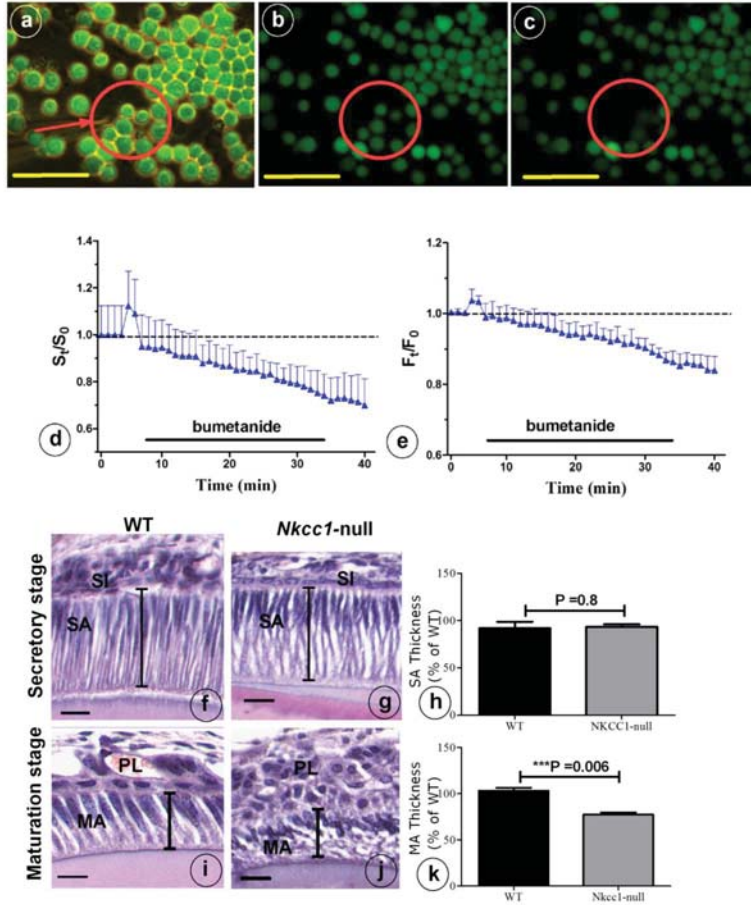 a
b
c
1.4
1.2
1.0
0.8
0.6
St/S0
bumetanide
0 10 20 30 40
Time (min)
d
1.2
1.0
0.8
0.6
Ft/F0
bumetanide
0 10 20 30 40
Time (min)
e
WT
Nkcc1-null
Secretory stage
SI
SA
f
SI
SA
g
SA Thickness
(% of WT)
150
100
50
0
P =0.8
WT NKCC1-null
h
Maturation stage
PL
MA
i
PL
MA
j
MA Thickness
(% of WT)
150
100
50
0
***P =0.006
WT Nkcc1-null
k